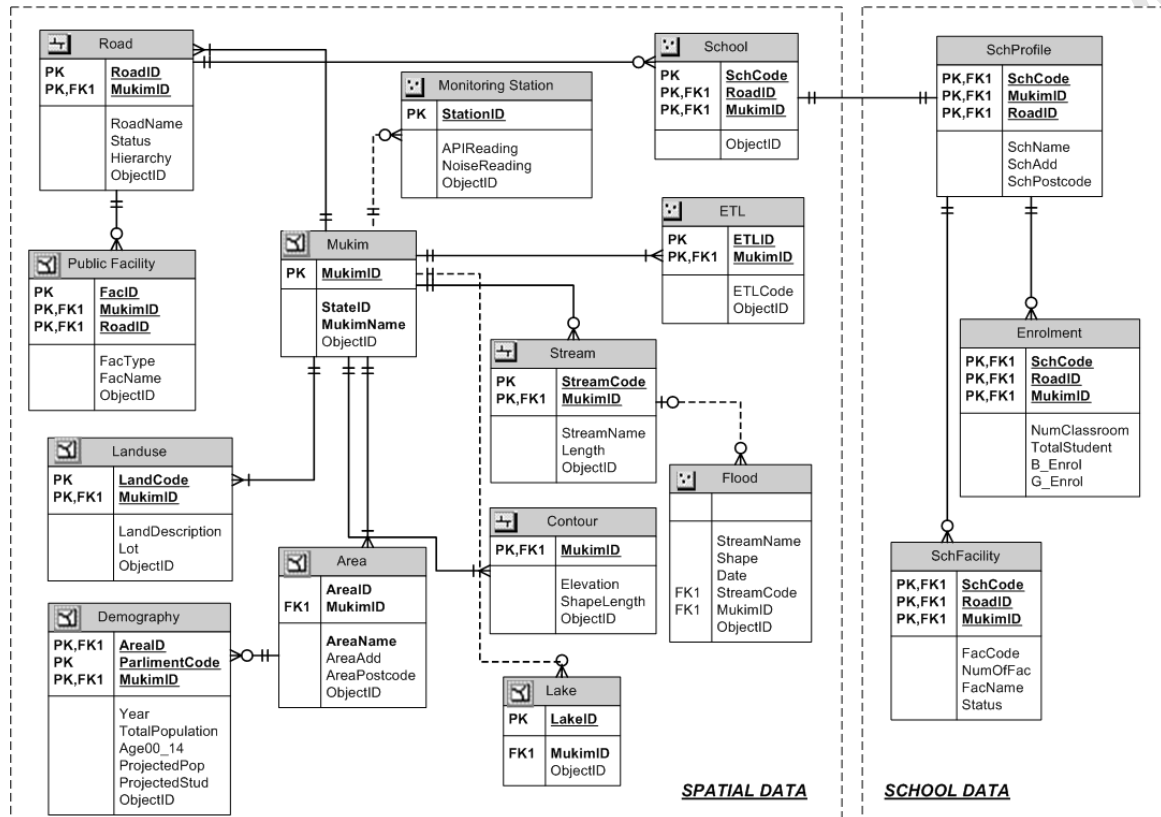 Road
PK RoadID
PK,FK1 MukimID
RoadName
Status
Hierarchy
ObjectID
Public Facility
PK FacID
PK,FK1 MukimID
PK,FK1 RoadID
FacType
FacName
ObjectID
Landuse
PK LandCode
PK,FK1 MukimID
LandDescription
Lot
ObjectID
Demography
PK,FK1 AreaID
PK ParlimentCode
PK,FK1 MukimID
Year
TotalPopulation
Age00_14
ProjectedPop
ProjectedStud
ObjectID
Monitoring Station
PK StationID
APIReading
NoiseReading
ObjectID
Mukim
PK MukimID
StateID
MukimName
ObjectID
Area
AreaID
FK1 MukimID
AreaName
AreaAdd
AreaPostcode
ObjectID
School
PK SchCode
PK,FK1 RoadID
PK,FK1 MukimID
ObjectID
ETL
PK ETLID
PK,FK1 MukimID
ETLCode
ObjectID
Stream
PK StreamCode
PK,FK1 MukimID
StreamName
Length
ObjectID
Flood
StreamName
Shape
Date
FK1 StreamCode
FK1 MukimID
ObjectID
Contour
PK,FK1 MukimID
Elevation
ShapeLength
ObjectID
Lake
PK LakeID
FK1 MukimID
ObjectID
SPATIAL DATA
SchProfile
PK,FK1 SchCode
PK,FK1 MukimID
PK,FK1 RoadID
SchName
SchAdd
SchPostcode
Enrolment
PK,FK1 SchCode
PK,FK1 RoadID
PK,FK1 MukimID
NumClassroom
TotalStudent
B_Enrol
G_Enrol
SchFacility
PK,FK1 SchCode
PK,FK1 RoadID
PK,FK1 MukimID
FacCode
NumOfFac
FacName
Status
SCHOOL DATA